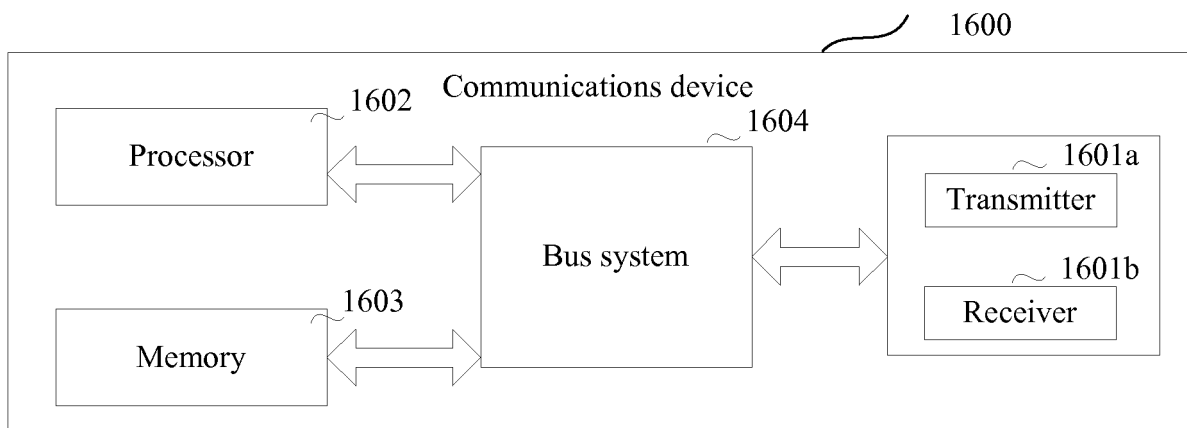 1600
Communications device
1602
Processor
1604
1601a
Transmitter
Bus system
1601b
Receiver
1603
Memory